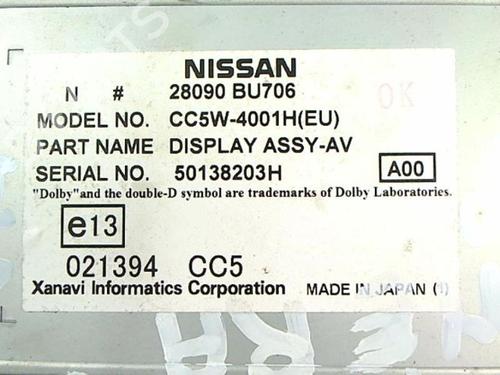 NISSAN
N # 28090 BU706
OK
MODEL NO. CC5W-4001H(EU)
PART NAME DISPLAY ASSY-AV
SERIAL NO. 50138203H A00
"Dolby"and the double-D symbol are trademarks of Dolby Laboratories.
e13
021394 CC5
Xanavi Informatics Corporation MADE IN JAPAN (1)